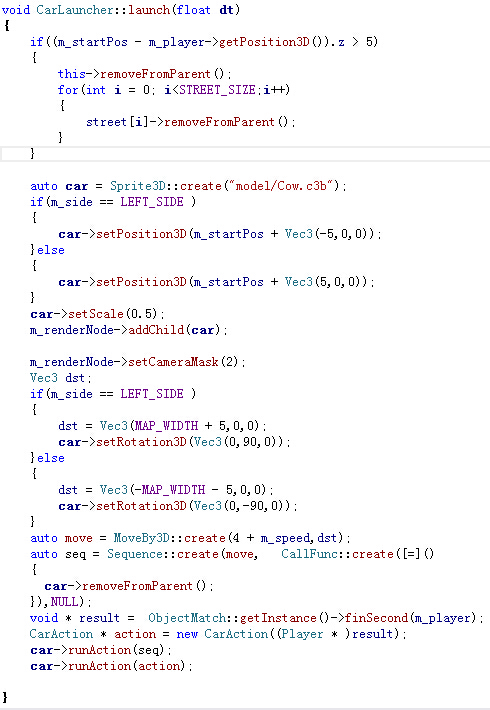 void CarLauncher::launch(float dt)
{
    if((m_startPos - m_player->getPosition3D()).z > 5)
    {
        this->removeFromParent();
        for(int i = 0; i<STREET_SIZE;i++)
        {
            street[i]->removeFromParent();
        }
    }
    auto car = Sprite3D::create("model/Cow.c3b");
    if(m_side == LEFT_SIDE )
    {
        car->setPosition3D(m_startPos + Vec3(-5,0,0));
    }else
    {
        car->setPosition3D(m_startPos + Vec3(5,0,0));
    }
    car->setScale(0.5);
    m_renderNode->addChild(car);
    m_renderNode->setCameraMask(2);
    Vec3 dst;
    if(m_side == LEFT_SIDE )
    {
        dst = Vec3(MAP_WIDTH + 5,0,0);
        car->setRotation3D(Vec3(0,90,0));
    }else
    {
        dst = Vec3(-MAP_WIDTH - 5,0,0);
        car->setRotation3D(Vec3(0,-90,0));
    }
    auto move = MoveBy3D::create(4 + m_speed,dst);
    auto seq = Sequence::create(move,   CallFunc::create([=]()
    {
      car->removeFromParent();
    }),NULL);
    void * result =  ObjectMatch::getInstance()->finSecond(m_player);
    CarAction * action = new CarAction((Player * )result);
    car->runAction(seq);
    car->runAction(action);
}